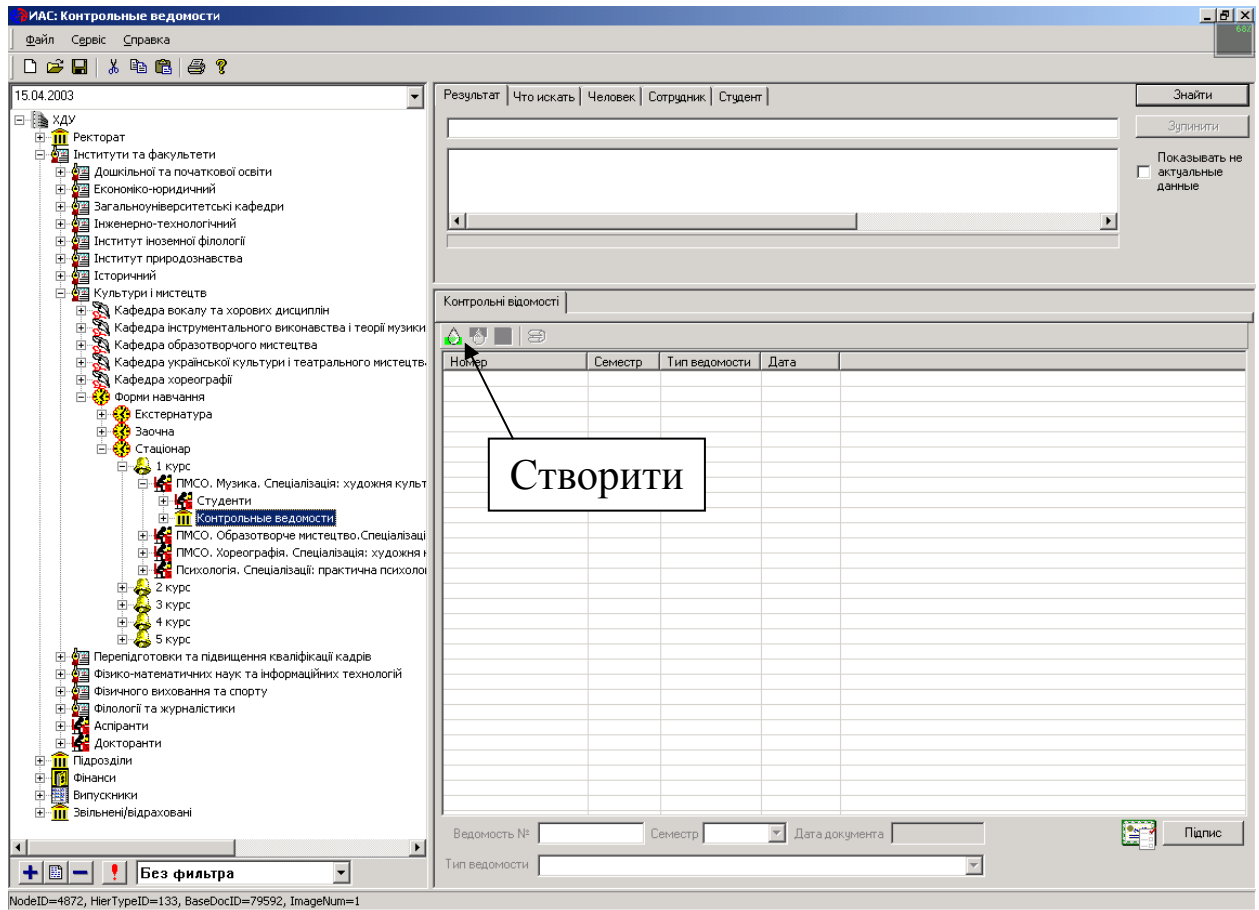 ИАС: Контрольные ведомости
682
Файл Сервіс Справка
15.04.2003
ХДУ
Ректорат
Інститути та факультети
Дошкільної та початкової освіти
Економіко-юридичний
Загальноуніверситетські кафедри
Інженерно-технологічний
Інститут іноземної філології
Інститут природознавства
Історичний
Культури і мистецтв
Кафедра вокалу та хорових дисциплін
Кафедра інструментального виконавства і теорії музики
Кафедра образотворчого мистецтва
Кафедра української культури і театрального мистецтв
Кафедра хореографії
Форми навчання
Екстернатура
Заочна
Стаціонар
1 курс
ПМСО. Музика. Спеціалізація: художня культ
Студенти
Контрольные ведомости
ПМСО. Образотворче мистецтво.Спеціалізаці
ПМСО. Хореографія. Спеціалізація: художня к
Психологія. Спеціалізації: практична психоло
2 курс
3 курс
4 курс
5 курс
Перепідготовки та підвищення кваліфікації кадрів
Фізико-математичних наук та інформаційних технологій
Фізичного виховання та спорту
Філології та журналістики
Аспіранти
Докторанти
Підрозділи
Фінанси
Випускники
Звільнені/відраховані
Без фильтра
Результат Что искать Человек Сотрудник Студент
Знайти
Зупинити
Показывать не
актуальные
данные
Контрольні відомості
Номер Семестр Тип ведомости Дата
Створити
Ведомость № Семестр Дата документа
Підпис
Тип ведомости
NodeID=4872, HierTypeID=133, BaseDocID=79592, ImageNum=1